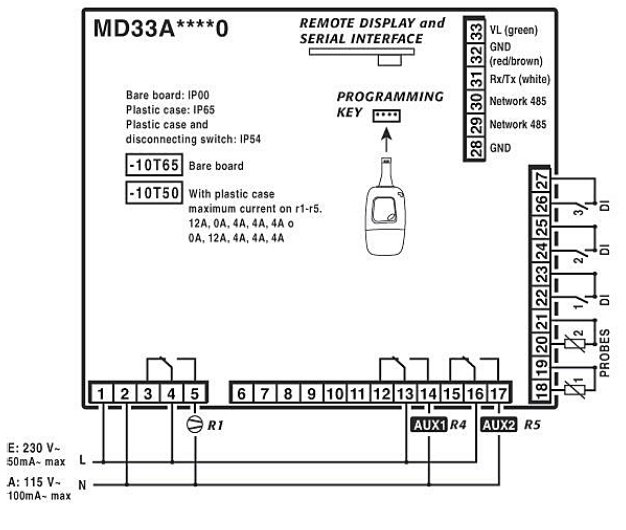 MD33A****0
REMOTE DISPLAY and
SERIAL INTERFACE
PROGRAMMING
KEY
Bare board: IP00
Plastic case: IP65
Plastic case and
disconnecting switch: IP54
-10T65 Bare board
-10T50 With plastic case
maximum current on r1-r5.
12A, 0A, 4A, 4A, 4A o
0A, 12A, 4A, 4A, 4A
33 VL (green)
32 GND
(red/brown)
31 Rx/Tx (white)
30 Network 485
29 Network 485
28 GND
27
26 3 DI
25
24 2 DI
23
22 1 DI
21
20 2
19
18 1
PROBES
1 2 3 4 5 6 7 8 9 10 11 12 13 14 15 16 17
R1 AUX1 R4 AUX2 R5
E: 230 V~
50mA~ max L
A: 115 V~ N
100mA~ max